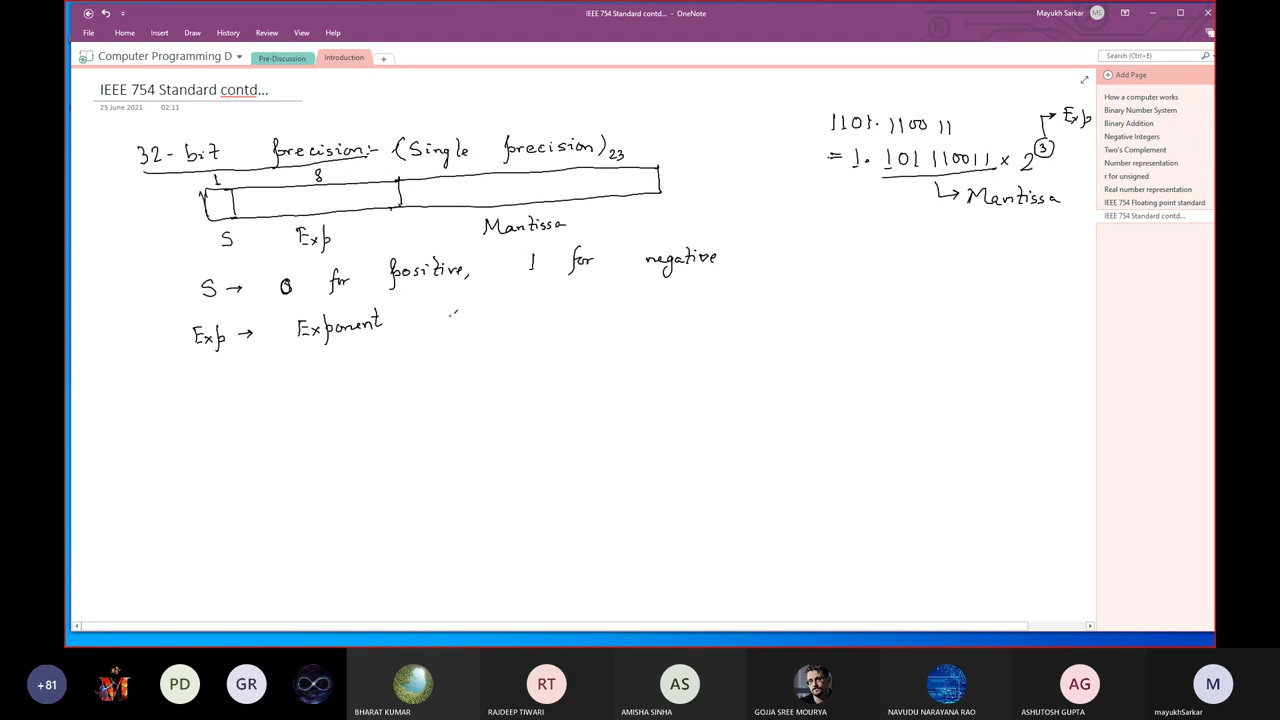 IEEE 754 Standard contd... - OneNote
Mayukh Sarkar MS
File Home Insert Draw History Review View Help
Computer Programming D Pre-Discussion Introduction +
Search (Ctrl+E)
IEEE 754 Standard contd...
25 June 2021 02:11
Add Page
How a computer works
Binary Number System
Binary Addition
Negative Integers
Two's Complement
Number representation
r for unsigned
Real number representation
IEEE 754 Floating point standard
IEEE 754 Standard contd...
32-bit precision:- (Single precision)
1 8 23
S Exp Mantissa
S → 0 for positive, 1 for negative
Exp → Exponent
1101.110011
= 1.101110011 × 2^3
→ Exp
→ Mantissa
+81 PD GR RT AS AG M
BHARAT KUMAR RAJDEEP TIWARI AMISHA SINHA GOJJA SREE MOURYA NAVUDU NARAYANA RAO ASHUTOSH GUPTA mayukhSarkar